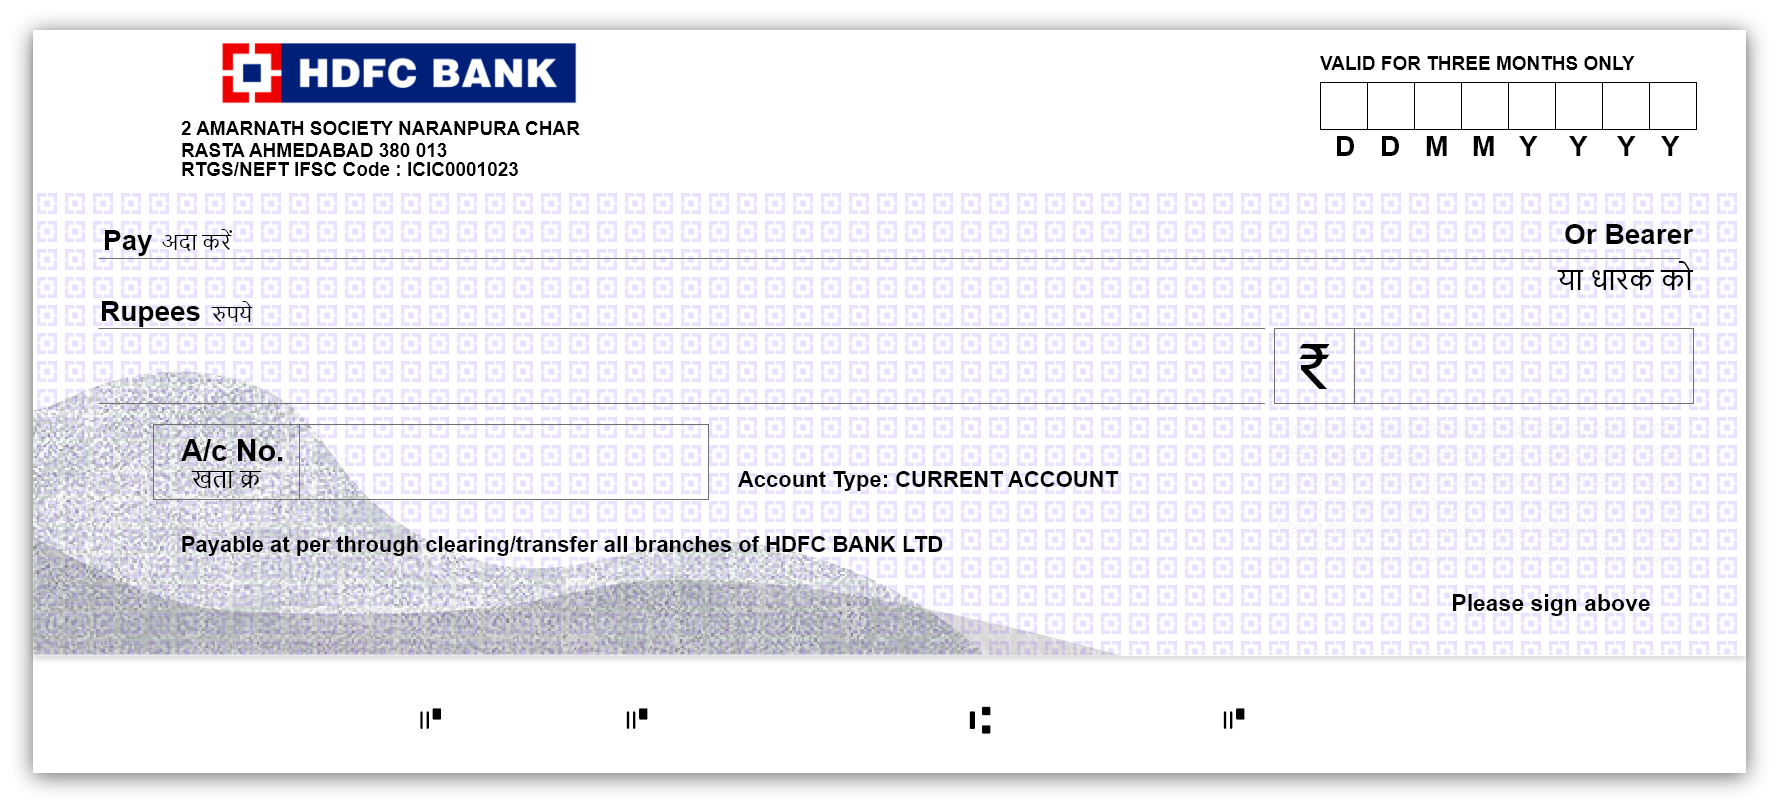 HDFC BANK
2 AMARNATH SOCIETY NARANPURA CHAR
RASTA AHMEDABAD 380 013
RTGS/NEFT IFSC Code : ICIC0001023
VALID FOR THREE MONTHS ONLY
D D M M Y Y Y Y
Pay अदा करें
Or Bearer
या धारक को
Rupees रुपये
₹
A/c No.
खता क्र
Account Type: CURRENT ACCOUNT
Payable at per through clearing/transfer all branches of HDFC BANK LTD
Please sign above
⑈ ⑈ ⑆ ⑈